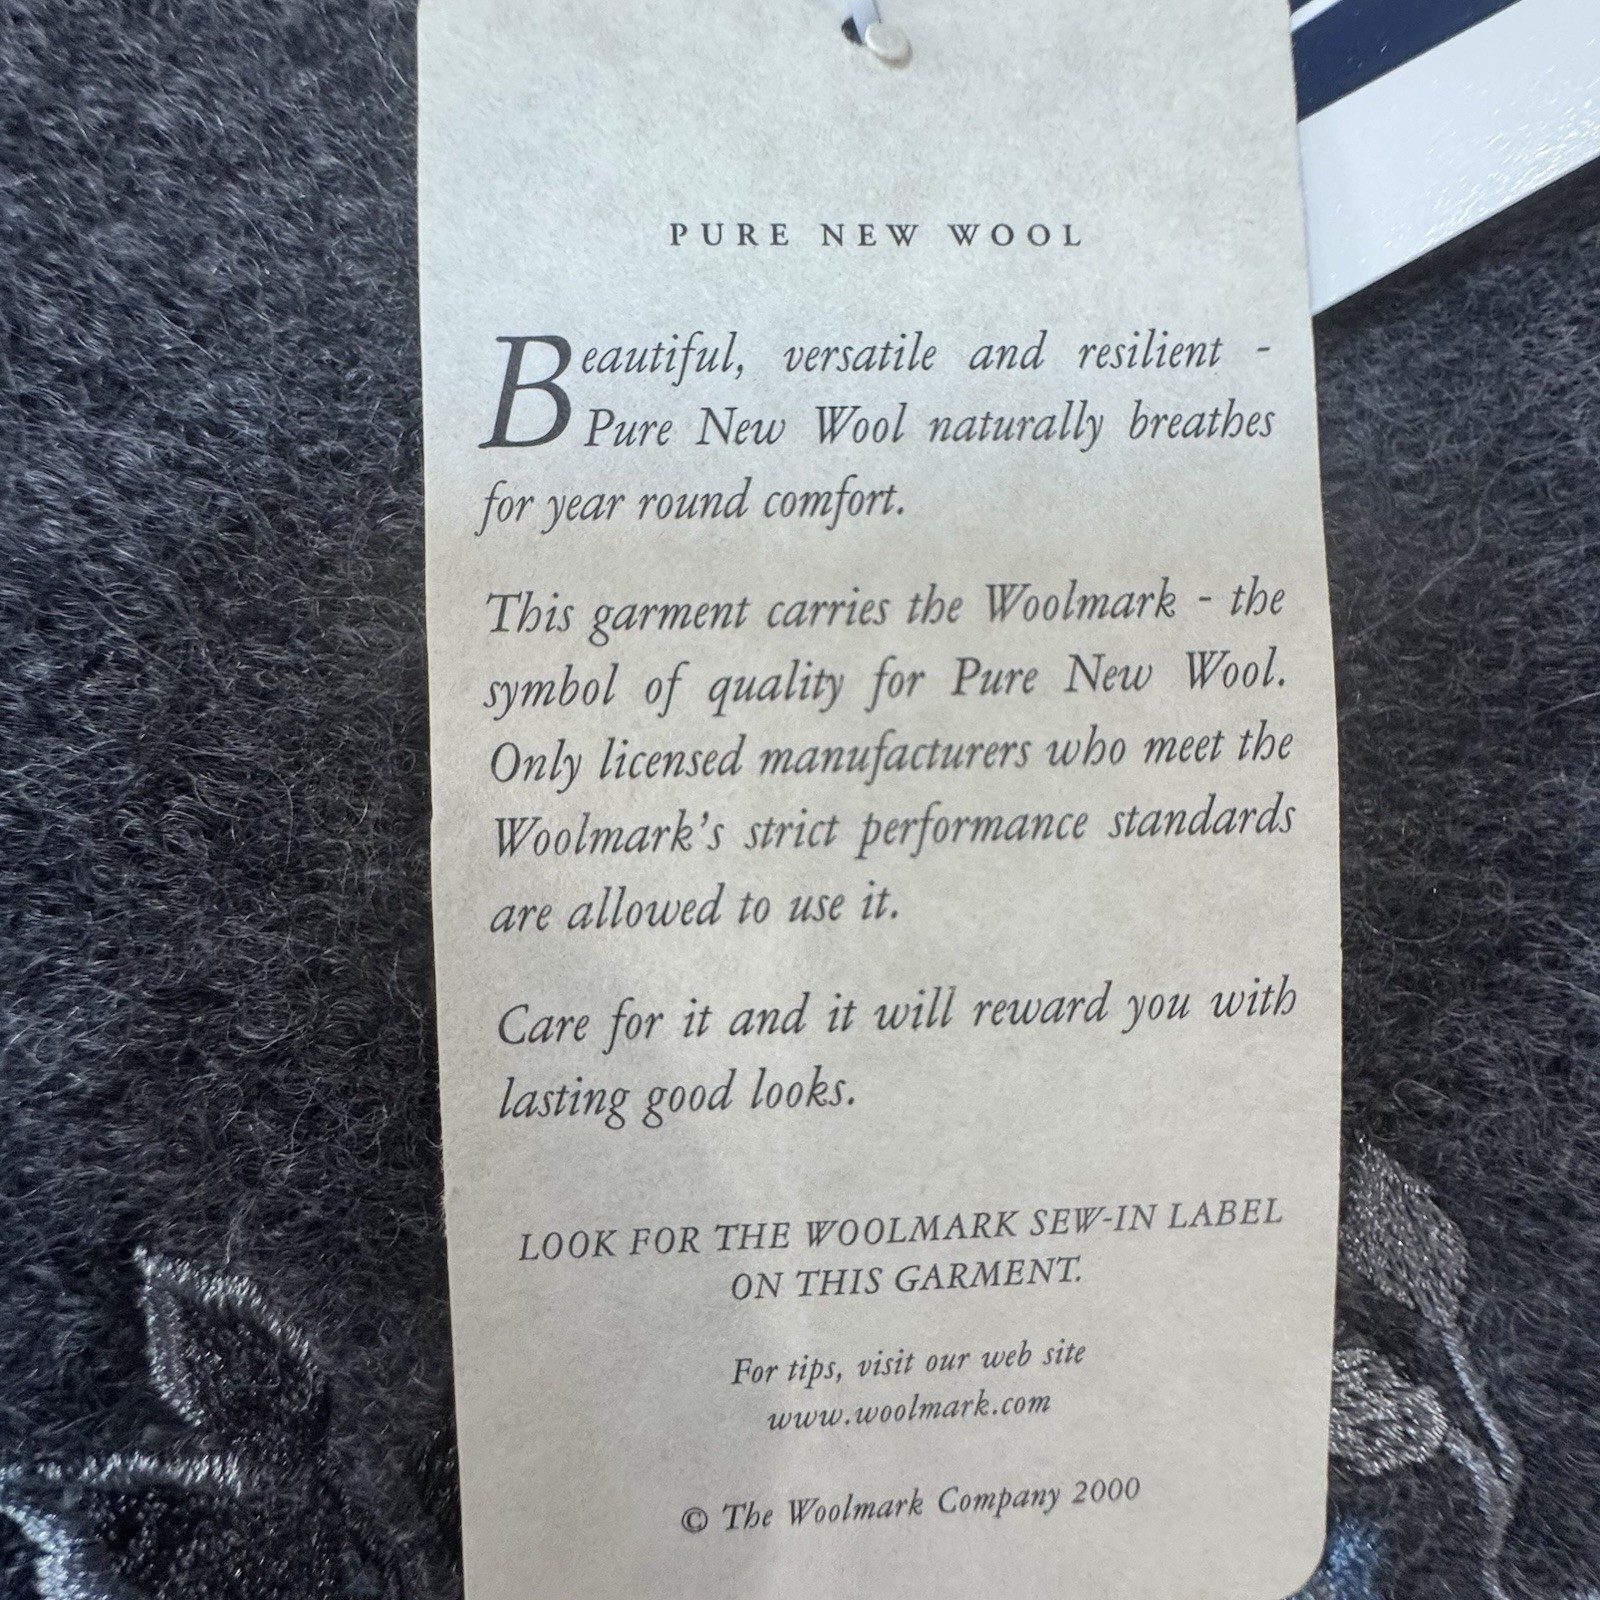 PURE NEW WOOL
Beautiful, versatile and resilient -
Pure New Wool naturally breathes
for year round comfort.
This garment carries the Woolmark - the
symbol of quality for Pure New Wool.
Only licensed manufacturers who meet the
Woolmark's strict performance standards
are allowed to use it.
Care for it and it will reward you with
lasting good looks.
LOOK FOR THE WOOLMARK SEW-IN LABEL
ON THIS GARMENT.
For tips, visit our web site
www.woolmark.com
© The Woolmark Company 2000